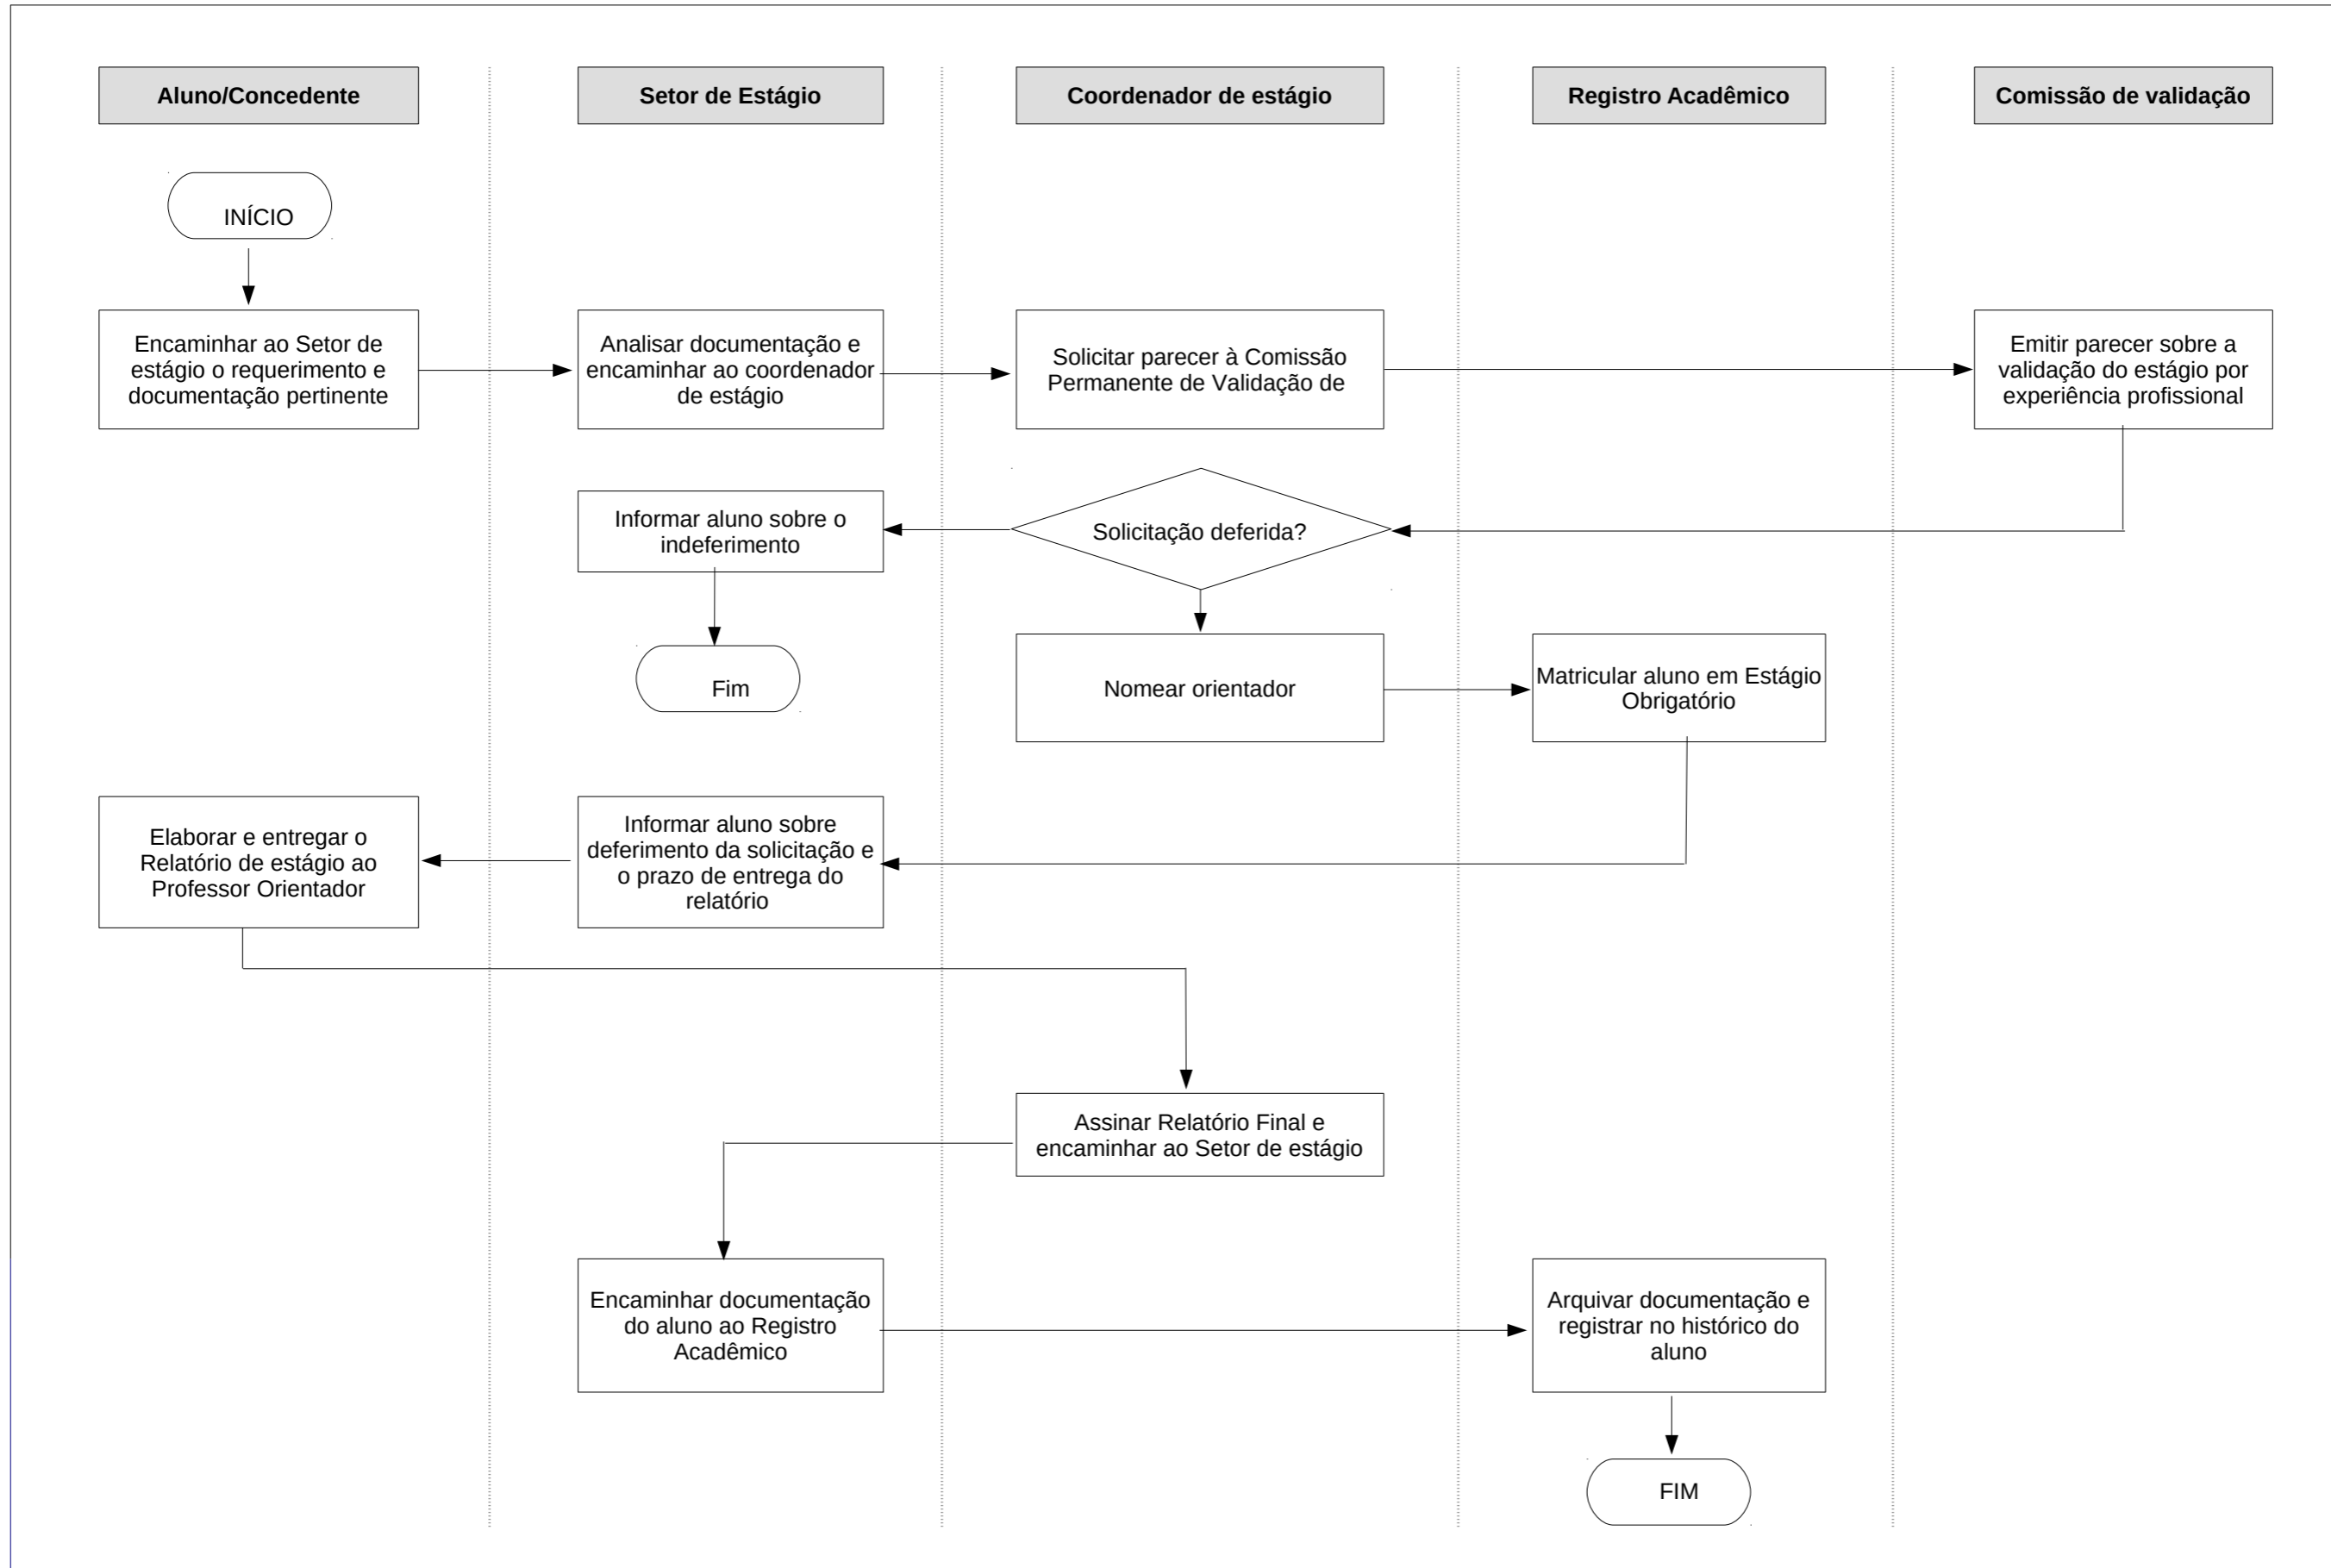 Aluno/Concedente
Setor de Estágio
Coordenador de estágio
Registro Acadêmico
Comissão de validação
INÍCIO
Encaminhar ao Setor de
estágio o requerimento e
documentação pertinente
Analisar documentação e
encaminhar ao coordenador
de estágio
Solicitar parecer à Comissão
Permanente de Validação de
Emitir parecer sobre a
validação do estágio por
experiência profissional
Informar aluno sobre o
indeferimento
Solicitação deferida?
Fim
Nomear orientador
Matricular aluno em Estágio
Obrigatório
Elaborar e entregar o
Relatório de estágio ao
Professor Orientador
Informar aluno sobre
deferimento da solicitação e
o prazo de entrega do
relatório
Assinar Relatório Final e
encaminhar ao Setor de estágio
Encaminhar documentação
do aluno ao Registro
Acadêmico
Arquivar documentação e
registrar no histórico do
aluno
FIM